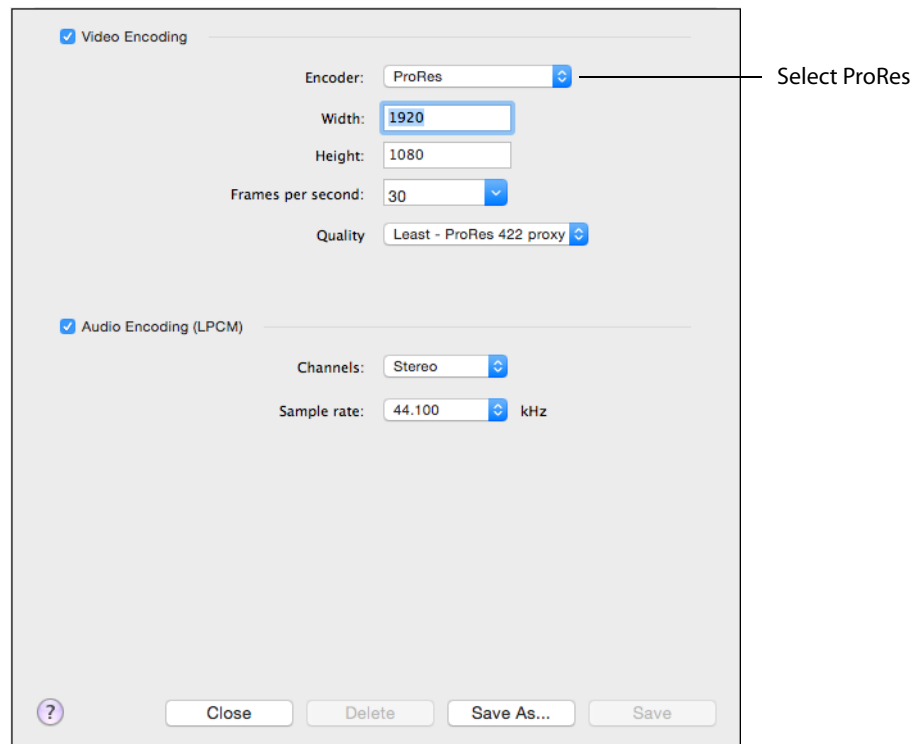 Video Encoding
Encoder: ProRes
Select ProRes
Width: 1920
Height: 1080
Frames per second: 30
Quality Least - ProRes 422 proxy
Audio Encoding (LPCM)
Channels: Stereo
Sample rate: 44.100 kHz
? Close Delete Save As... Save